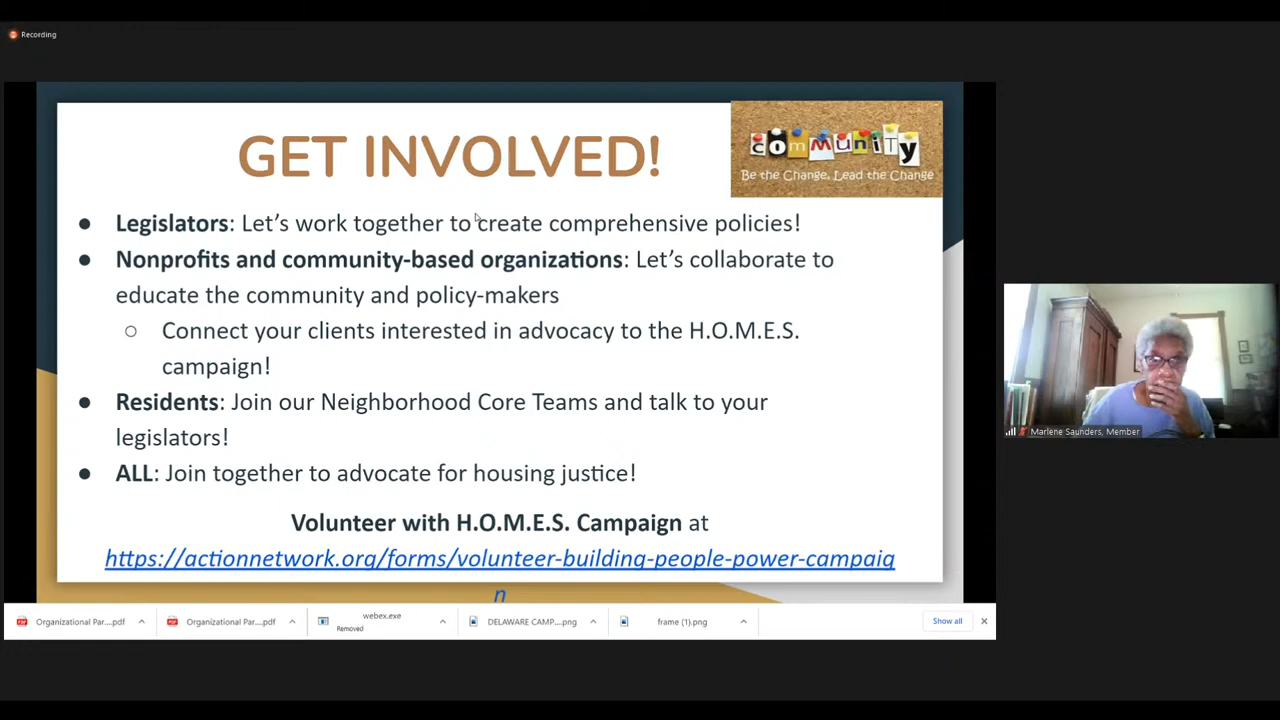 Recording
GET INVOLVED!
COMMUNITY
Be the Change, Lead the Change
● Legislators: Let's work together to create comprehensive policies!
● Nonprofits and community-based organizations: Let's collaborate to
educate the community and policy-makers
○ Connect your clients interested in advocacy to the H.O.M.E.S.
campaign!
● Residents: Join our Neighborhood Core Teams and talk to your
legislators!
● ALL: Join together to advocate for housing justice!
Volunteer with H.O.M.E.S. Campaign at
https://actionnetwork.org/forms/volunteer-building-people-power-campaig
n
Marlene Saunders, Member
Organizational Par....pdf
Organizational Par....pdf
webex.exe
Removed
DELAWARE CAMP....png
frame (1).png
Show all